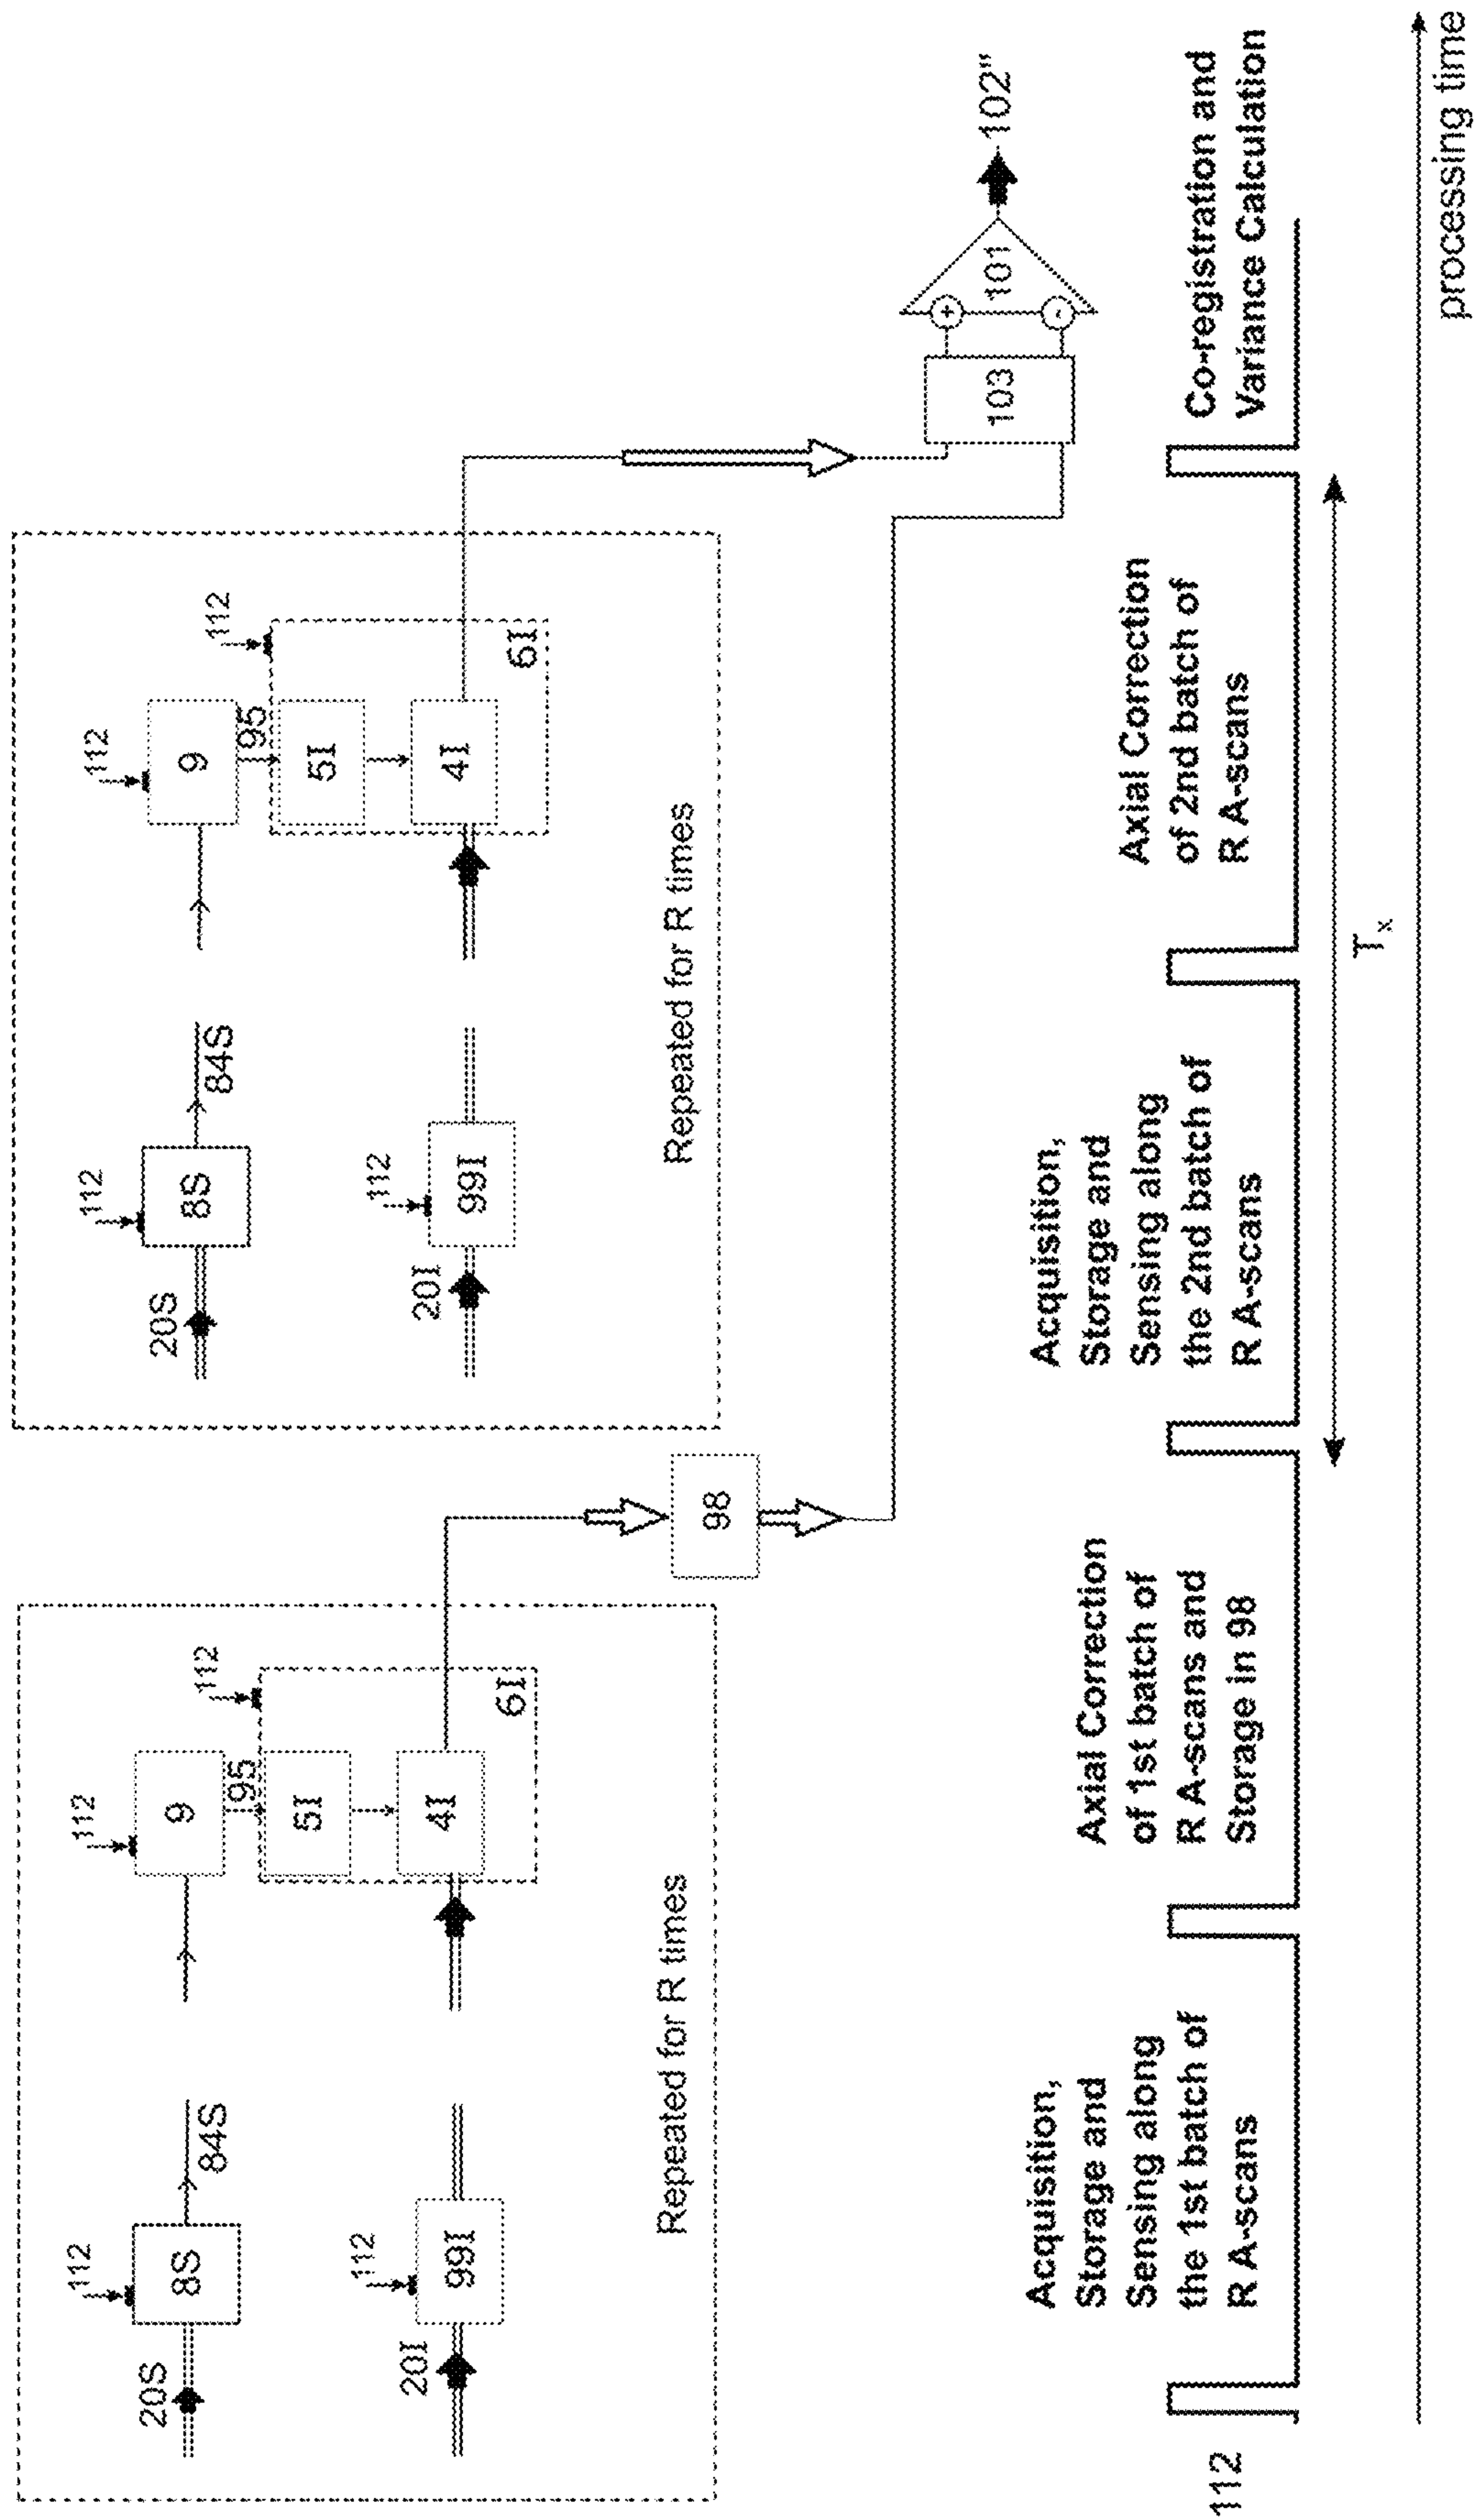 112
20S
8S
84S
112
20I
99I
112
9
95
5I
4I
112
6I
Repeated for R times
98
112
20S
8S
84S
112
20I
99I
112
9
95
5I
4I
112
6I
Repeated for R times
103
+
-
101
102"
112
Acquisition,
Storage and
Sensing along
the 1st batch of
R A-scans
Axial Correction
of 1st batch of
R A-scans and
Storage in 98
Acquisition,
Storage and
Sensing along
the 2nd batch of
R A-scans
Axial Correction
of 2nd batch of
R A-scans
Co-registration and
Variance Calculation
Tx
processing time